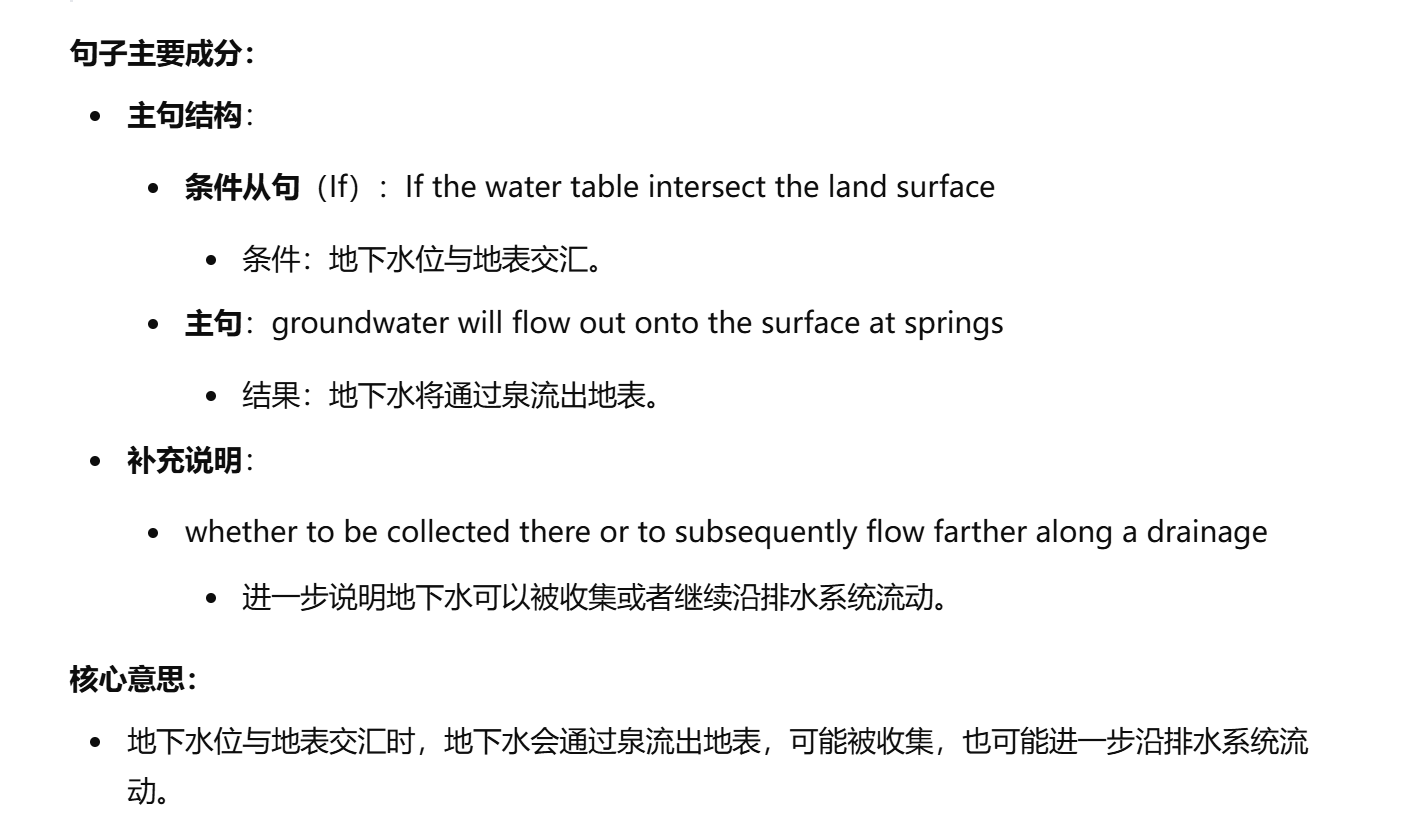 句子主要成分：
• 主句结构：
• 条件从句（If）：If the water table intersect the land surface
• 条件：地下水位与地表交汇。
• 主句：groundwater will flow out onto the surface at springs
• 结果：地下水将通过泉流出地表。
• 补充说明：
• whether to be collected there or to subsequently flow farther along a drainage
• 进一步说明地下水可以被收集或者继续沿排水系统流动。
核心意思：
• 地下水位与地表交汇时，地下水会通过泉流出地表，可能被收集，也可能进一步沿排水系统流
动。